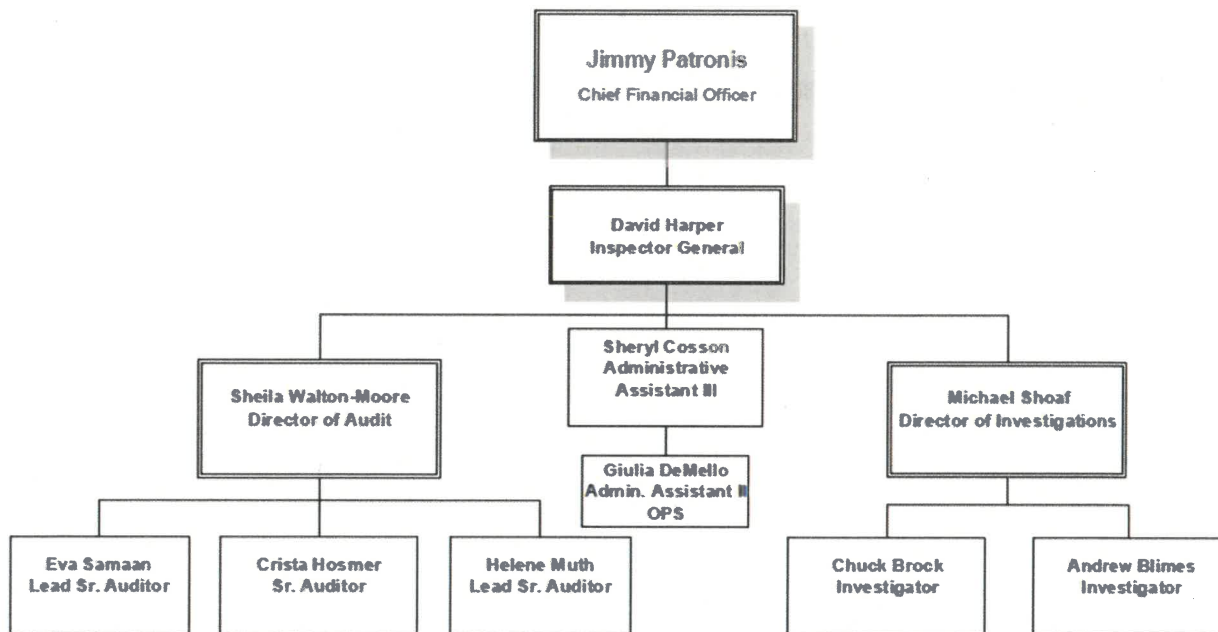 Jimmy Patronis
Chief Financial Officer
David Harper
Inspector General
Sheryl Cosson
Administrative
Assistant III
Sheila Walton-Moore
Director of Audit
Michael Shoaf
Director of Investigations
Giulia DeMello
Admin. Assistant II
OPS
Eva Samaan
Lead Sr. Auditor
Crista Hosmer
Sr. Auditor
Helene Muth
Lead Sr. Auditor
Chuck Brock
Investigator
Andrew Blimes
Investigator